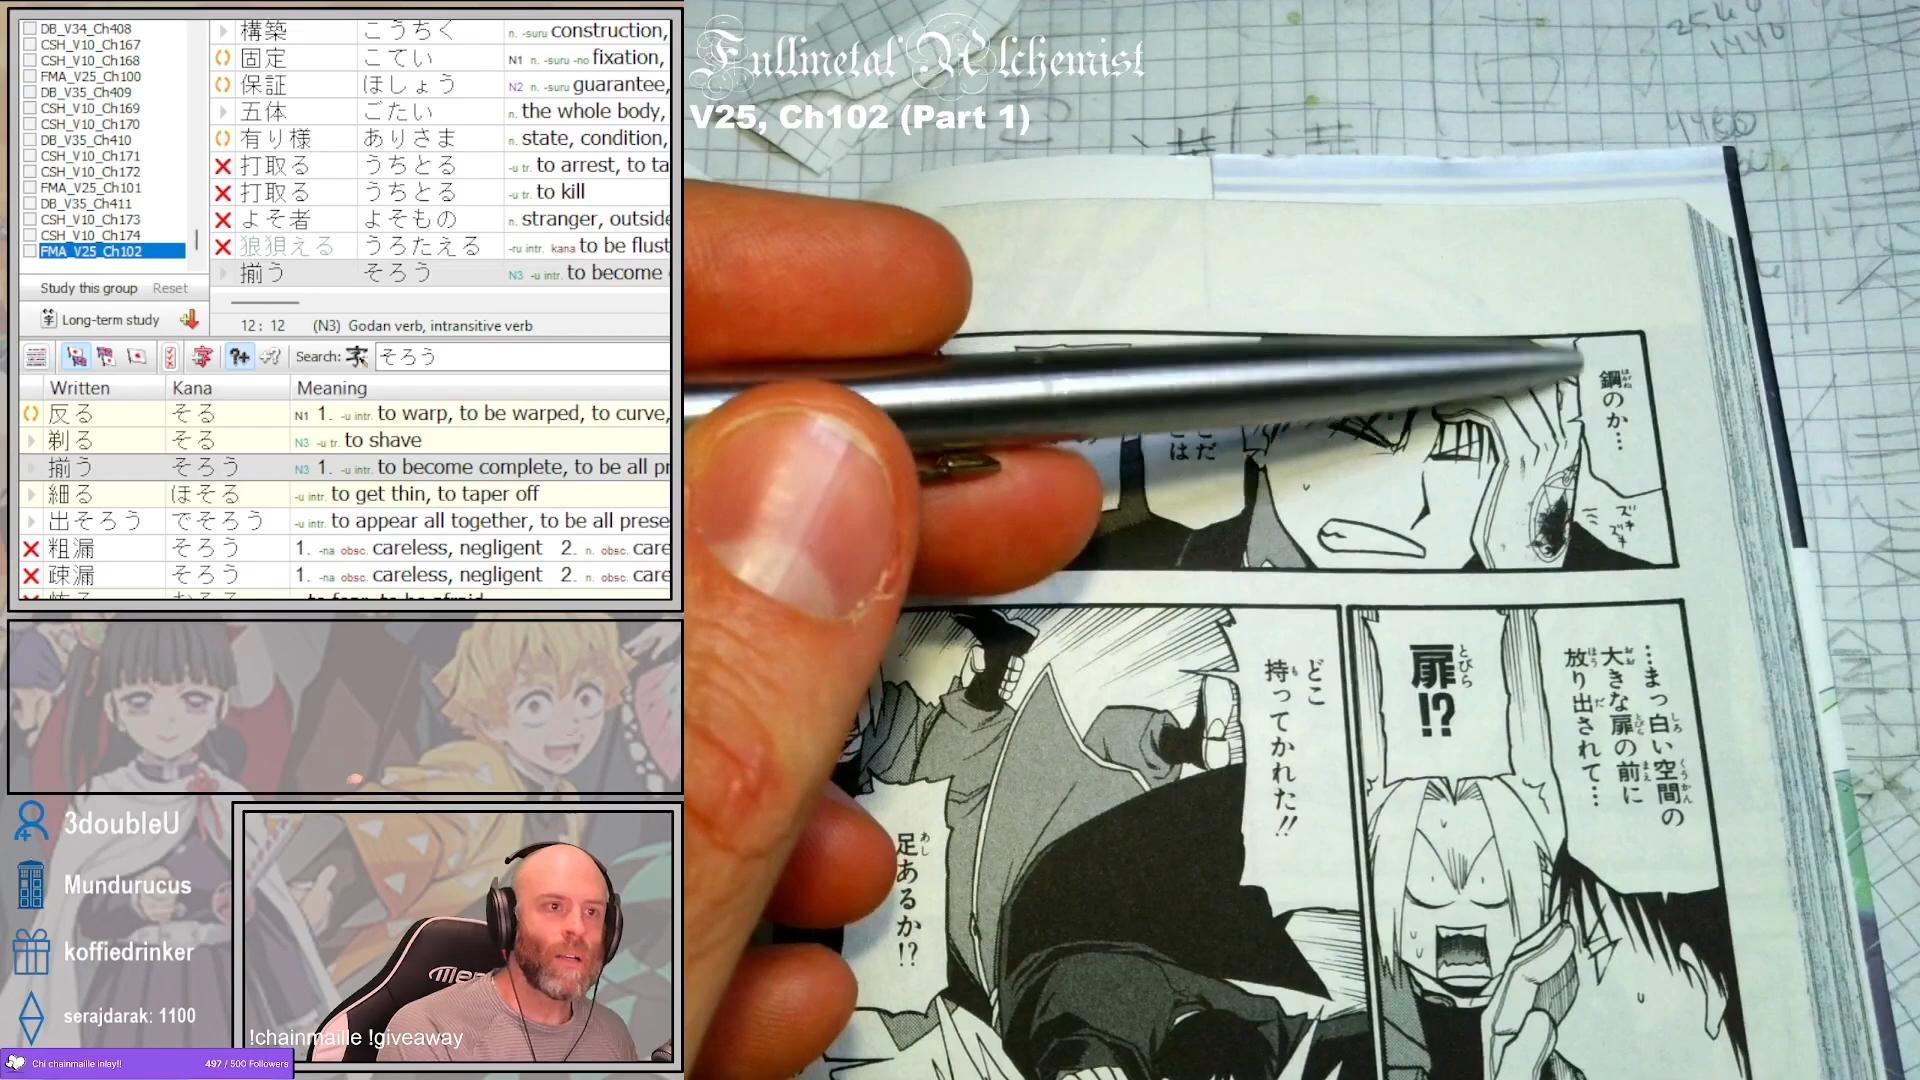 DB_V34_Ch408
CSH_V10_Ch167
CSH_V10_Ch168
FMA_V25_Ch100
DB_V35_Ch409
CSH_V10_Ch169
CSH_V10_Ch170
DB_V35_Ch410
CSH_V10_Ch171
CSH_V10_Ch172
FMA_V25_Ch101
DB_V35_Ch411
CSH_V10_Ch173
CSH_V10_Ch174
FMA_V25_Ch102
Study this group Reset
Long-term study
構築 こうちく n. -suru construction,
固定 こてい N1 n. -suru -no fixation,
保証 ほしょう N2 n. -suru guarantee,
五体 ごたい n. the whole body,
有り様 ありさま n. state, condition,
打取る うちとる -u tr. to arrest, to ta
打取る うちとる -u tr. to kill
よそ者 よそもの n. stranger, outside
狼狽える うろたえる -ru intr. kana to be flust
揃う そろう N3 -u intr. to become
12: 12 (N3) Godan verb, intransitive verb
Search: そろう
Written Kana Meaning
反る そる N1 1. -u intr. to warp, to be warped, to curve,
剃る そる N3 -u tr. to shave
揃う そろう N3 1. -u intr. to become complete, to be all pr
細る ほそる -u intr. to get thin, to taper off
出そろう でそろう -u intr. to appear all together, to be all prese
粗漏 そろう 1. -na obsc. careless, negligent 2. n. obsc. care
疎漏 そろう 1. -na obsc. careless, negligent 2. n. obsc. care
3doubleU
Mundurucus
koffiedrinker
serajdarak: 1100
Chi chainmaille inlay!! 497 / 500 Followers
!chainmaille !giveaway
Fullmetal Alchemist
V25, Ch102 (Part 1)
鋼のか…
ズキ
ズキ
…まっ白い空間の
大きな扉の前に
放り出されて…
扉!?
どこ
持ってかれた!!
足あるか!?